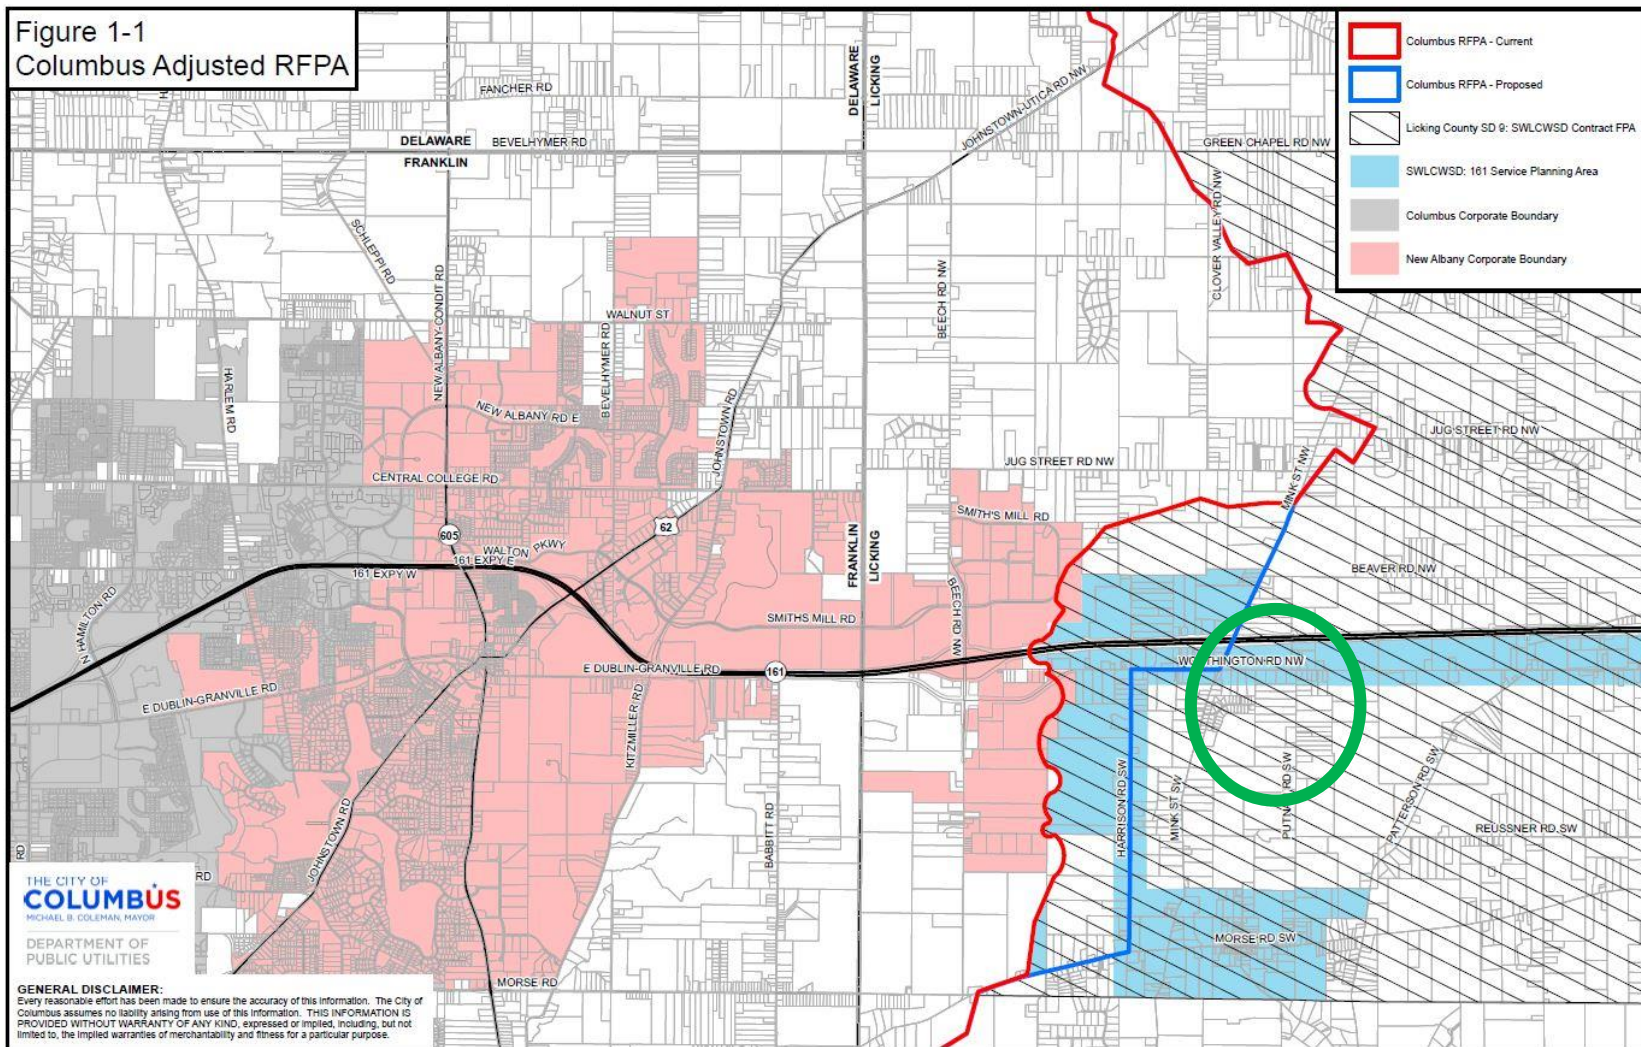 Figure 1-1
Columbus Adjusted RFPA
Columbus RFPA - Current
Columbus RFPA - Proposed
Licking County SD 9: SWLCWSD Contract FPA
SWLCWSD: 161 Service Planning Area
Columbus Corporate Boundary
New Albany Corporate Boundary
FANCHER RD
DELAWARE
LICKING
JOHNSTOWN-UTICA RD NW
DELAWARE
BEVELHYMER RD
FRANKLIN
GREEN CHAPEL RD NW
SCHLEPPI RD
CLOVER VALLEY RD NW
NEW ALBANY-CONDIT RD
BEECH RD NW
WALNUT ST
BEVELHYMER RD
HARLEM RD
NEW ALBANY RD E
JOHNSTOWN RD
JUG STREET RD NW
JUG STREET RD NW
CENTRAL COLLEGE RD
MINK ST NW
SMITH'S MILL RD
62
605
WALTON PKWY
161 EXPY E
161 EXPY W
FRANKLIN
LICKING
BEAVER RD NW
N HAMILTON RD
SMITHS MILL RD
BEECH RD NW
E DUBLIN-GRANVILLE RD
161
WORTHINGTON RD NW
E DUBLIN-GRANVILLE RD
KITZMILLER RD
HARRISON RD SW
MINK ST SW
RD SW
PATTERSON RD SW
REUSSNER RD SW
BABBITT RD
JOHNSTOWN RD
RD
RD
MORSE RD SW
MORSE RD
THE CITY OF
COLUMBUS
MICHAEL B. COLEMAN, MAYOR
DEPARTMENT OF
PUBLIC UTILITIES
GENERAL DISCLAIMER:
Every reasonable effort has been made to ensure the accuracy of this information. The City of
Columbus assumes no liability arising from use of this information. THIS INFORMATION IS
PROVIDED WITHOUT WARRANTY OF ANY KIND, expressed or implied, including, but not
limited to, the implied warranties of merchantability and fitness for a particular purpose.